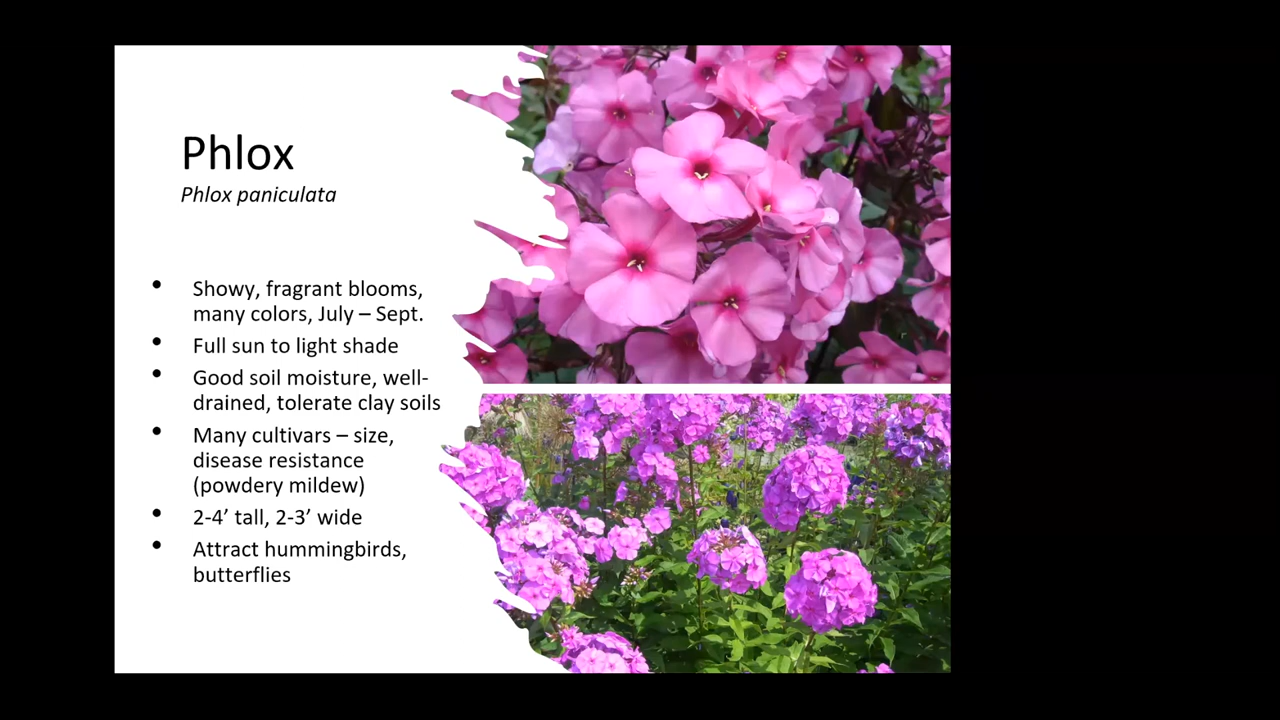 Phlox
Phlox paniculata
• Showy, fragrant blooms,
many colors, July – Sept.
• Full sun to light shade
• Good soil moisture, well-
drained, tolerate clay soils
• Many cultivars – size,
disease resistance
(powdery mildew)
• 2-4’ tall, 2-3’ wide
• Attract hummingbirds,
butterflies